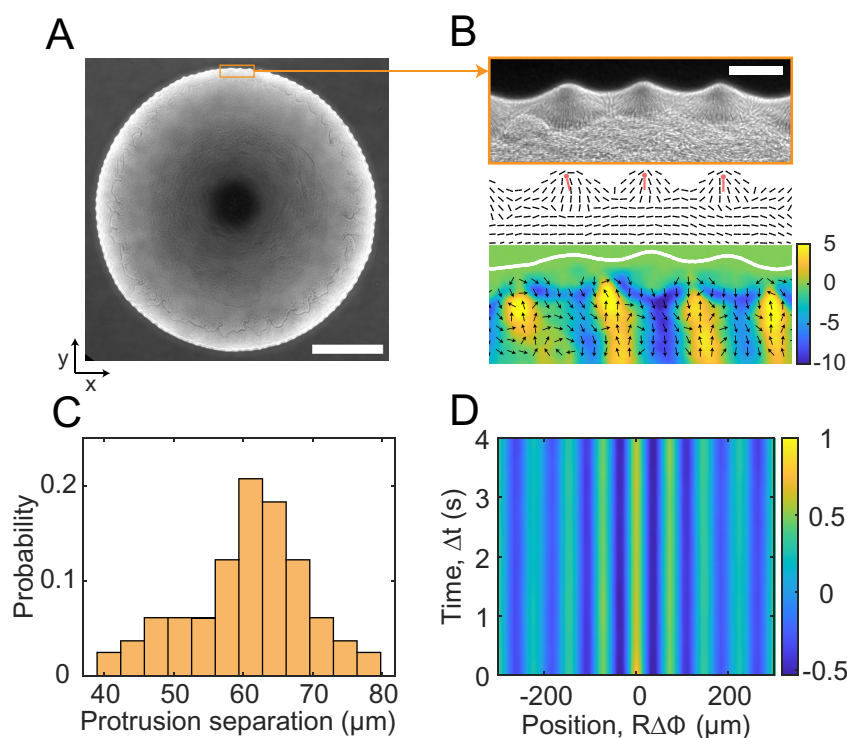 A
B
y
x
5
0
-5
-10
C
D
Probability
0.2
0.1
0
40 50 60 70 80
Protrusion separation (μm)
Time, Δt (s)
4
3
2
1
0
-200 0 200
Position, RΔΦ (μm)
1
0.5
0
-0.5